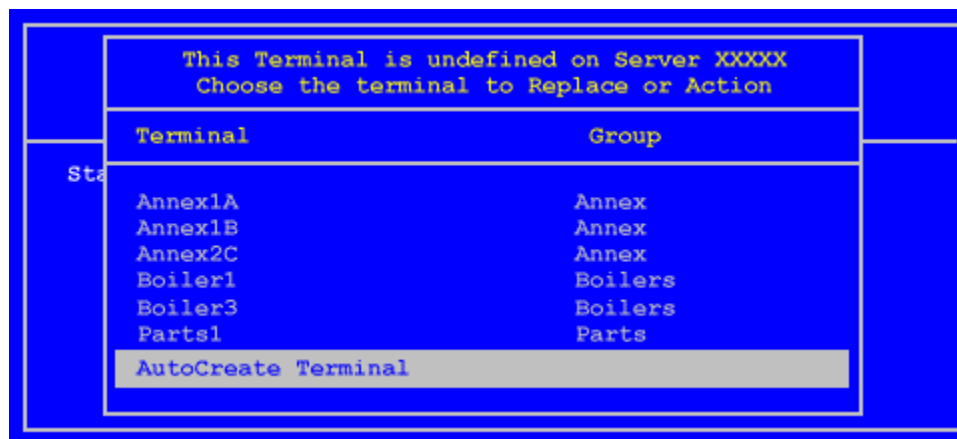 This Terminal is undefined on Server XXXXX
Choose the terminal to Replace or Action
Terminal Group
Sta
Annex1A Annex
Annex1B Annex
Annex2C Annex
Boiler1 Boilers
Boiler3 Boilers
Parts1 Parts
AutoCreate Terminal